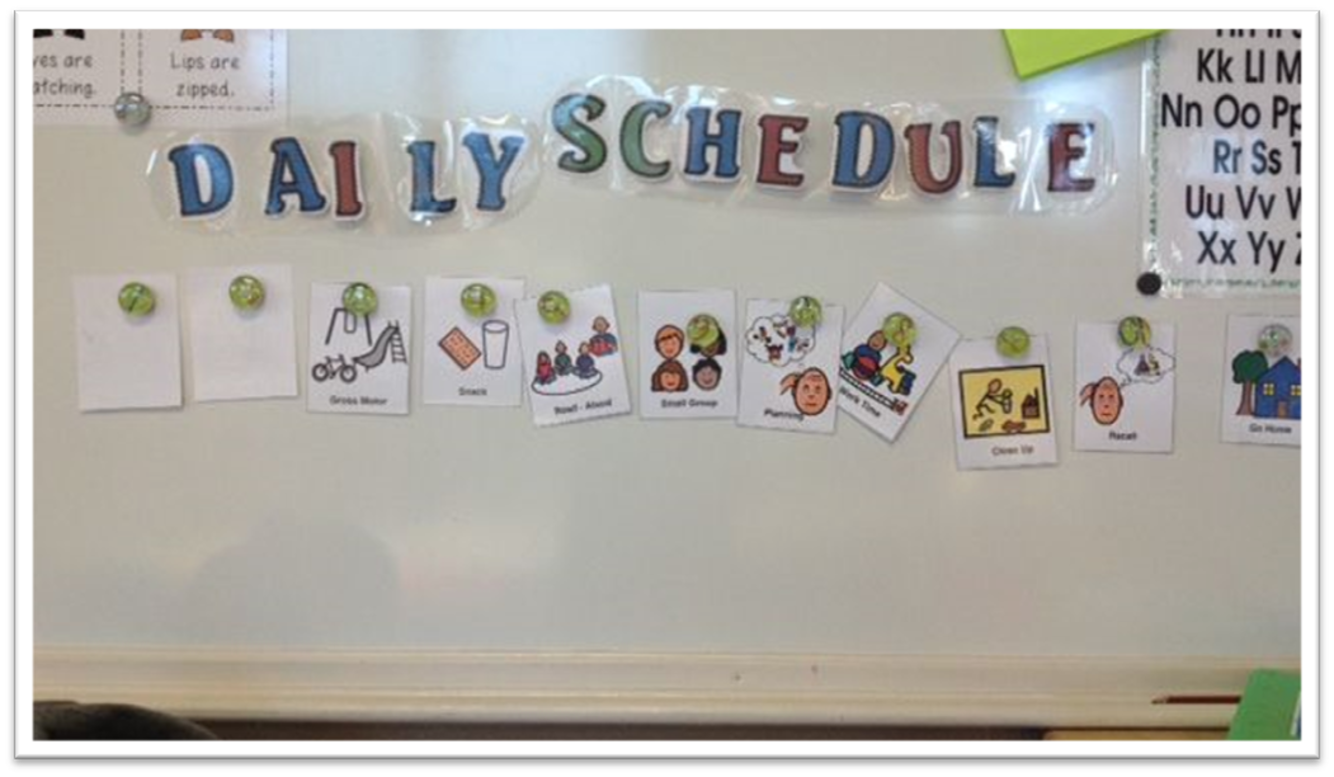 yes are
atching.
Lips are
zipped.
DAILY SCHEDULE
Kk Ll M
Nn Oo Pp
Rr Ss T
Uu Vv W
Xx Yy Z
Gross Motor
Snack
Read - Aloud
Small Group
Planning
Work Time
Clean Up
Recall
Go Home